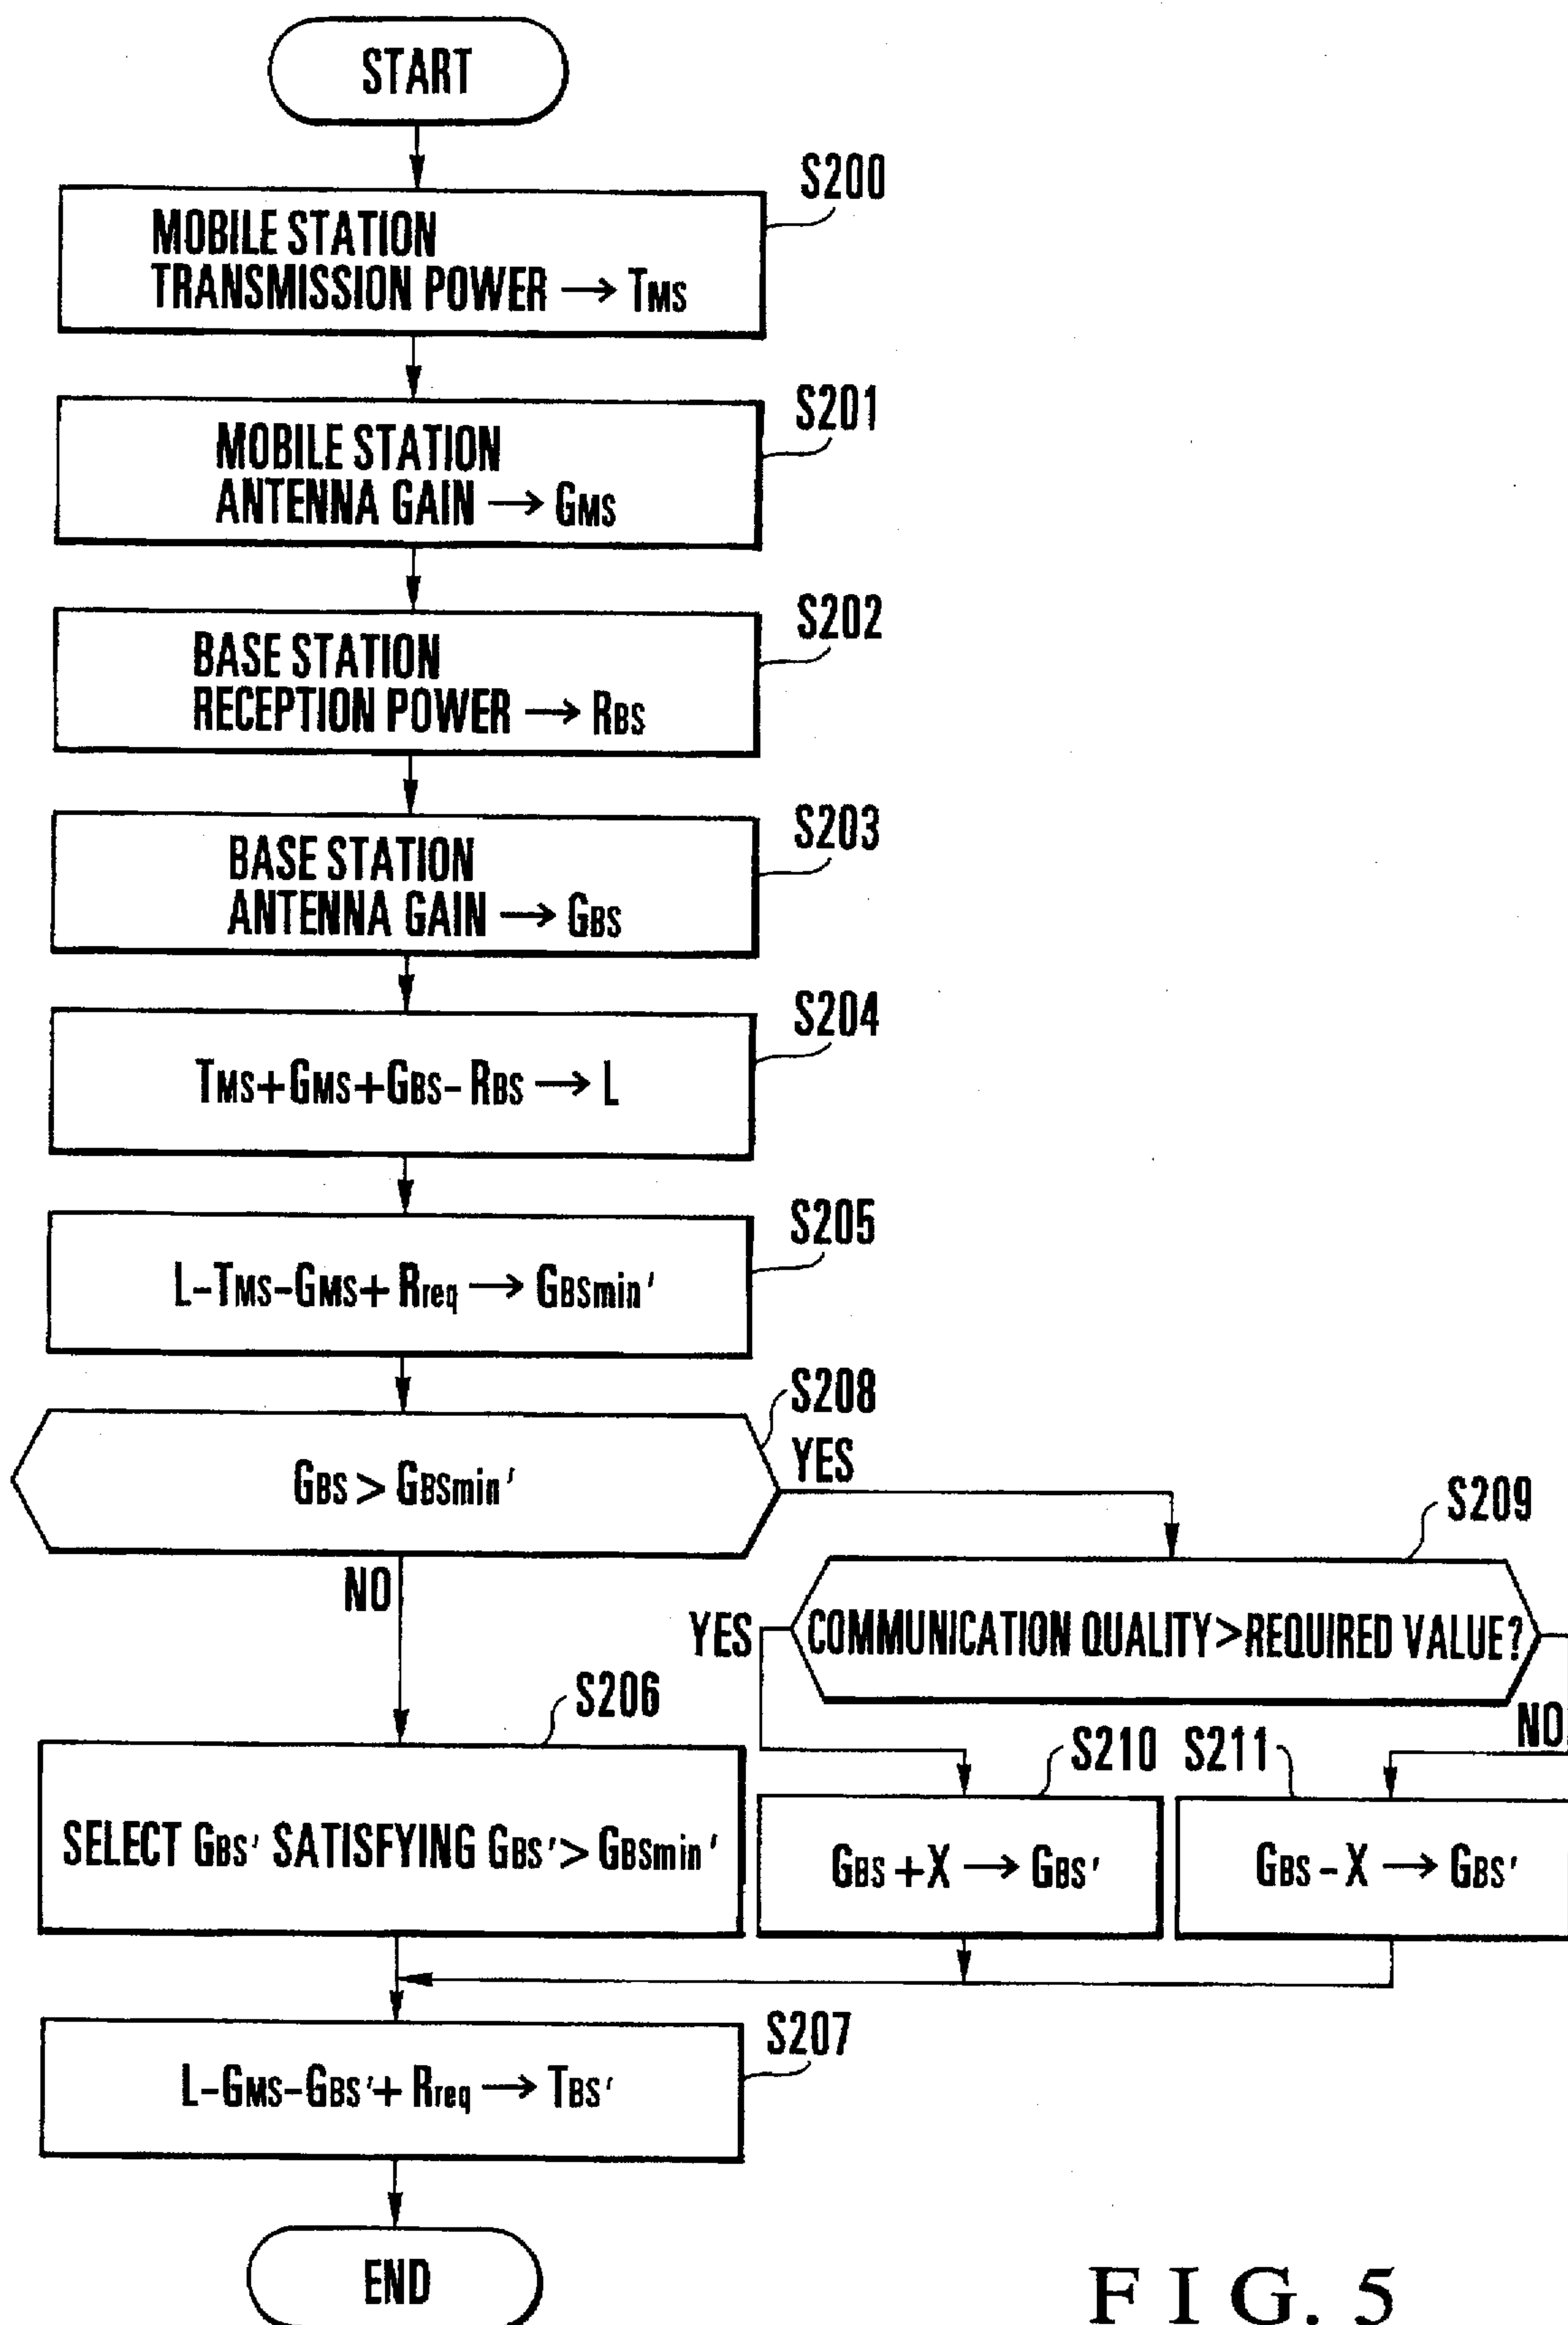 START
S200
MOBILE STATION
TRANSMISSION POWER → TMS
S201
MOBILE STATION
ANTENNA GAIN → GMS
S202
BASE STATION
RECEPTION POWER → RBS
S203
BASE STATION
ANTENNA GAIN → GBS
S204
TMS+GMS+GBS-RBS → L
S205
L-TMS-GMS+Rreq → GBSmin'
S208
GBS > GBSmin'
YES
NO
S209
COMMUNICATION QUALITY>REQUIRED VALUE?
YES
NO
S206
SELECT GBS' SATISFYING GBS'> GBSmin'
S210
GBS+X → GBS'
S211
GBS-X → GBS'
S207
L-GMS-GBS'+Rreq → TBS'
END
FIG. 5